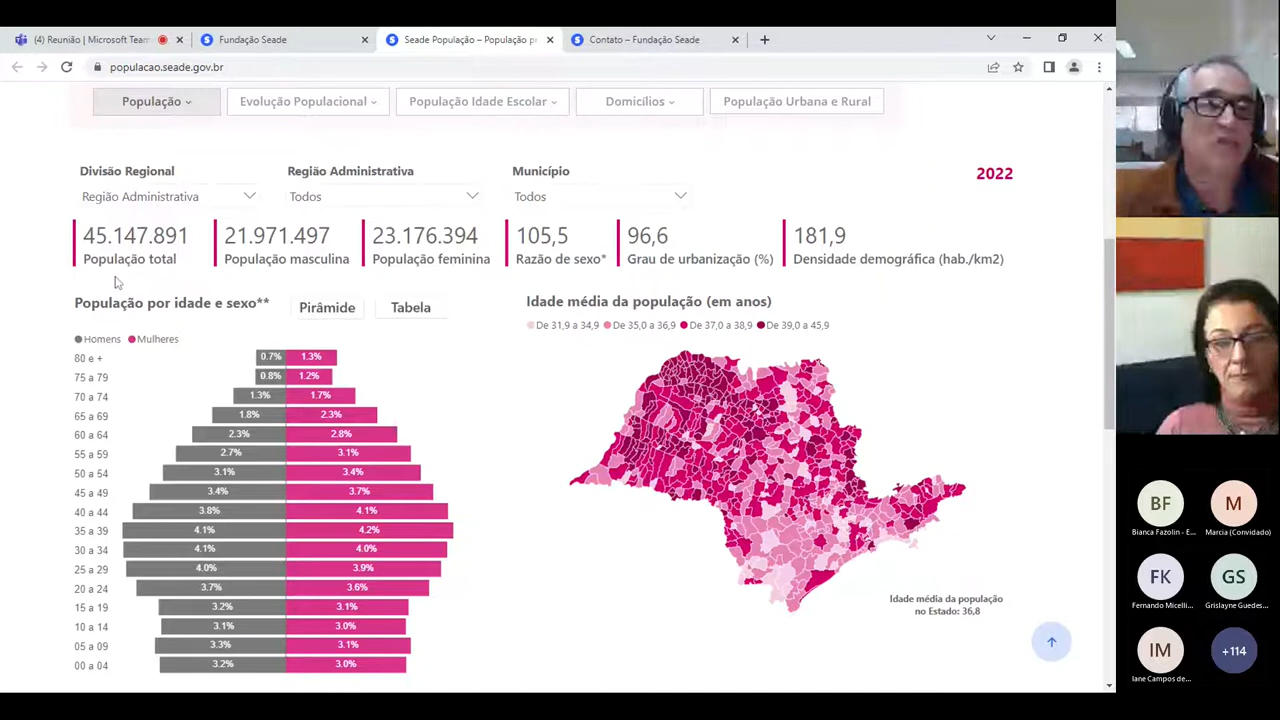 (4) Reunião | Microsoft Team
Fundação Seade
Seade População – População p
Contato – Fundação Seade
populacao.seade.gov.br
População
Evolução Populacional
População Idade Escolar
Domicílios
População Urbana e Rural
Divisão Regional
Região Administrativa
Região Administrativa
Todos
Município
Todos
2022
45.147.891
População total
21.971.497
População masculina
23.176.394
População feminina
105,5
Razão de sexo*
96,6
Grau de urbanização (%)
181,9
Densidade demográfica (hab./km2)
População por idade e sexo**
Pirâmide
Tabela
Homens Mulheres
80 e + 0.7% 1.3%
75 a 79 0.8% 1.2%
70 a 74 1.3% 1.7%
65 a 69 1.8% 2.3%
60 a 64 2.3% 2.8%
55 a 59 2.7% 3.1%
50 a 54 3.1% 3.4%
45 a 49 3.4% 3.7%
40 a 44 3.8% 4.1%
35 a 39 4.1% 4.2%
30 a 34 4.1% 4.0%
25 a 29 4.0% 3.9%
20 a 24 3.7% 3.6%
15 a 19 3.2% 3.1%
10 a 14 3.1% 3.0%
05 a 09 3.3% 3.1%
00 a 04 3.2% 3.0%
Idade média da população (em anos)
De 31,9 a 34,9 De 35,0 a 36,9 De 37,0 a 38,9 De 39,0 a 45,9
Idade média da população
no Estado: 36,8
BF
Bianca Fazolin - E...
M
Marcia (Convidado)
FK
Fernando Micelli...
GS
Grislayne Guedes...
IM
Iane Campos de...
+114